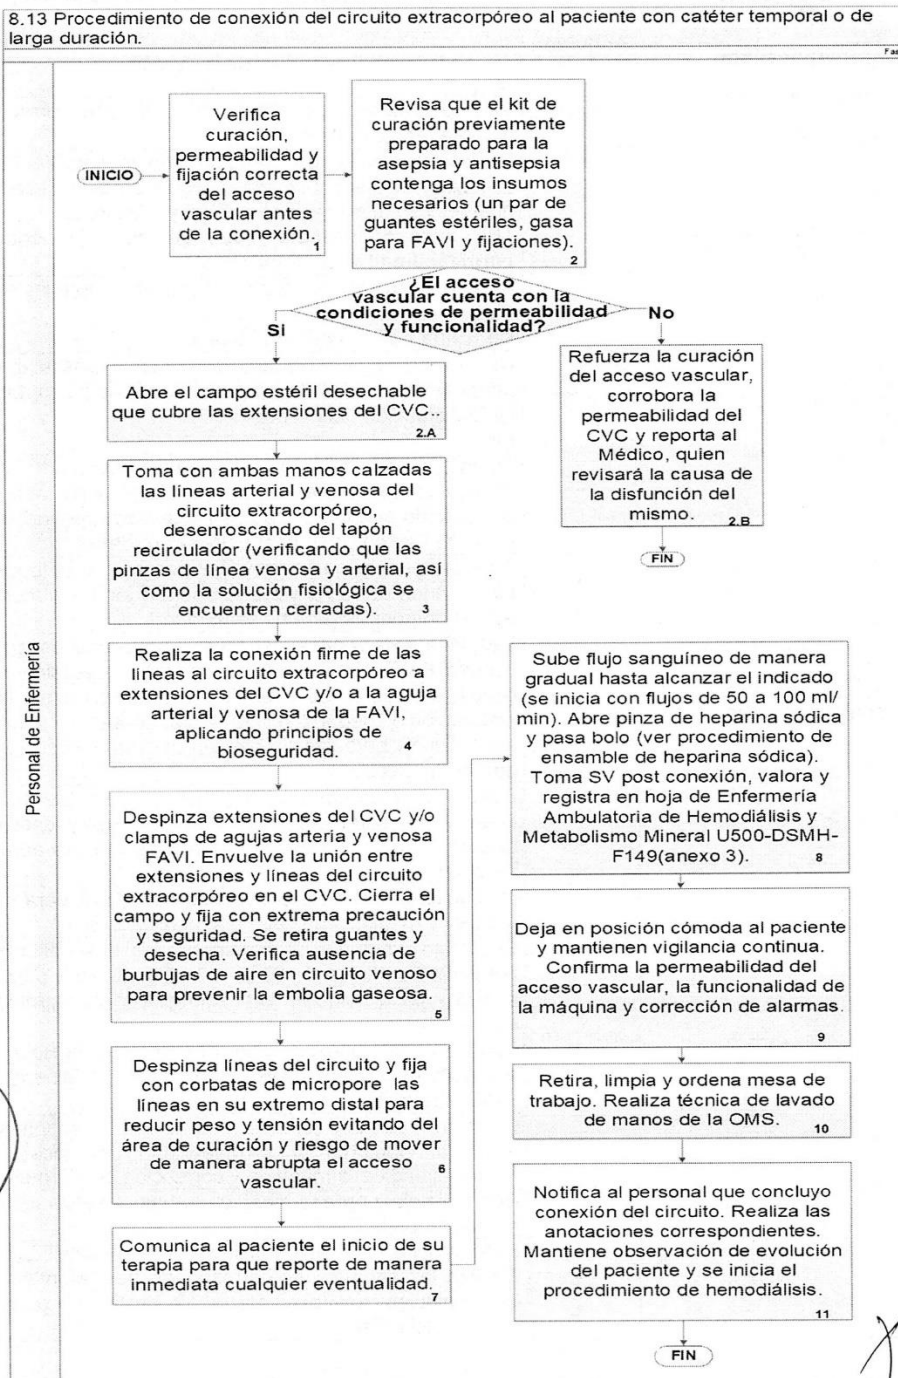 8.13 Procedimiento de conexión del circuito extracorpóreo al paciente con catéter temporal o de
larga duración.
Personal de Enfermería
INICIO
Verifica
curación,
permeabilidad y
fijación correcta
del acceso
vascular antes
de la conexión.
1
Revisa que el kit de
curación previamente
preparado para la
asepsia y antisepsia
contenga los insumos
necesarios (un par de
guantes estériles, gasa
para FAVI y fijaciones).
2
¿El acceso
vascular cuenta con la
condiciones de permeabilidad
y funcionalidad?
Si
No
Abre el campo estéril desechable
que cubre las extensiones del CVC..
2.A
Refuerza la curación
del acceso vascular,
corrobora la
permeabilidad del
CVC y reporta al
Médico, quien
revisará la causa de
la disfunción del
mismo.
2.B
FIN
Toma con ambas manos calzadas
las líneas arterial y venosa del
circuito extracorpóreo,
desenroscando del tapón
recirculador (verificando que las
pinzas de línea venosa y arterial, así
como la solución fisiológica se
encuentren cerradas).
3
Realiza la conexión firme de las
líneas al circuito extracorpóreo a
extensiones del CVC y/o a la aguja
arterial y venosa de la FAVI,
aplicando principios de
bioseguridad.
4
Despinza extensiones del CVC y/o
clamps de agujas arteria y venosa
FAVI. Envuelve la unión entre
extensiones y líneas del circuito
extracorpóreo en el CVC. Cierra el
campo y fija con extrema precaución
y seguridad. Se retira guantes y
desecha. Verifica ausencia de
burbujas de aire en circuito venoso
para prevenir la embolia gaseosa.
5
Despinza líneas del circuito y fija
con corbatas de micropore las
líneas en su extremo distal para
reducir peso y tensión evitando del
área de curación y riesgo de mover
de manera abrupta el acceso
vascular.
6
Comunica al paciente el inicio de su
terapia para que reporte de manera
inmediata cualquier eventualidad.
7
Sube flujo sanguíneo de manera
gradual hasta alcanzar el indicado
(se inicia con flujos de 50 a 100 ml/
min). Abre pinza de heparina sódica
y pasa bolo (ver procedimiento de
ensamble de heparina sódica).
Toma SV post conexión, valora y
registra en hoja de Enfermería
Ambulatoria de Hemodiálisis y
Metabolismo Mineral U500-DSMH-
F149(anexo 3).
8
Deja en posición cómoda al paciente
y mantienen vigilancia continua.
Confirma la permeabilidad del
acceso vascular, la funcionalidad de
la máquina y corrección de alarmas.
9
Retira, limpia y ordena mesa de
trabajo. Realiza técnica de lavado
de manos de la OMS.
10
Notifica al personal que concluyo
conexión del circuito. Realiza las
anotaciones correspondientes.
Mantiene observación de evolución
del paciente y se inicia el
procedimiento de hemodiálisis.
11
FIN